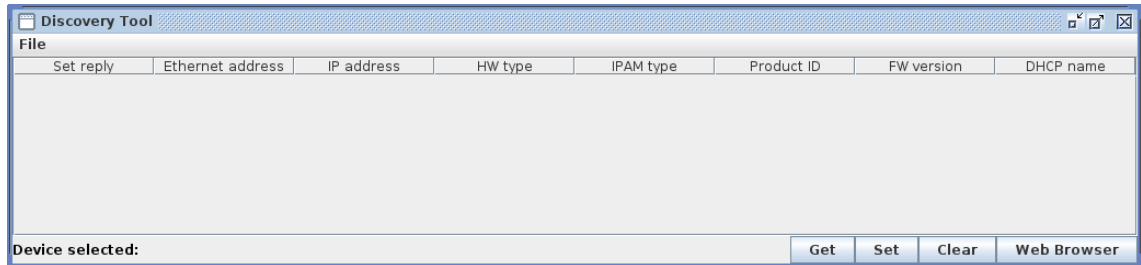 Discovery Tool
File
Set reply Ethernet address IP address HW type IPAM type Product ID FW version DHCP name
Device selected: Get Set Clear Web Browser